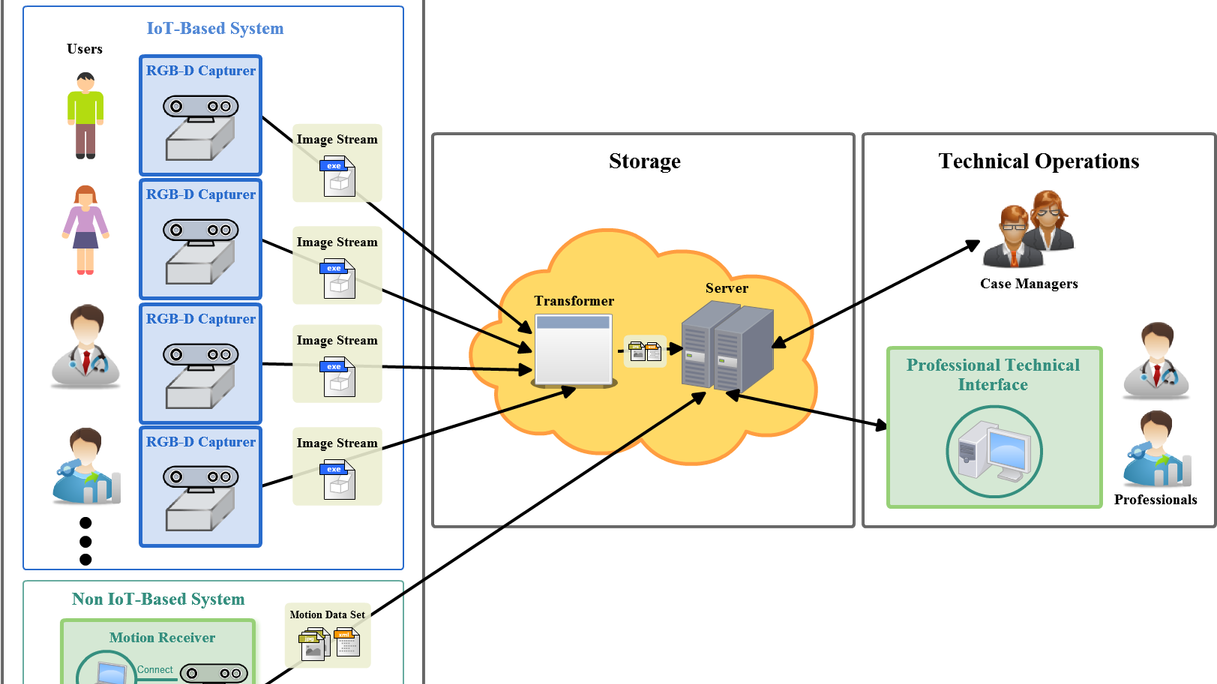 IoT-Based System
Users
RGB-D Capturer
Image Stream
exe
RGB-D Capturer
Image Stream
exe
RGB-D Capturer
Image Stream
exe
RGB-D Capturer
Image Stream
exe
Non IoT-Based System
Motion Receiver
Connect
Motion Data Set
xml
Storage
Transformer
Server
Technical Operations
Case Managers
Professional Technical
Interface
Professionals